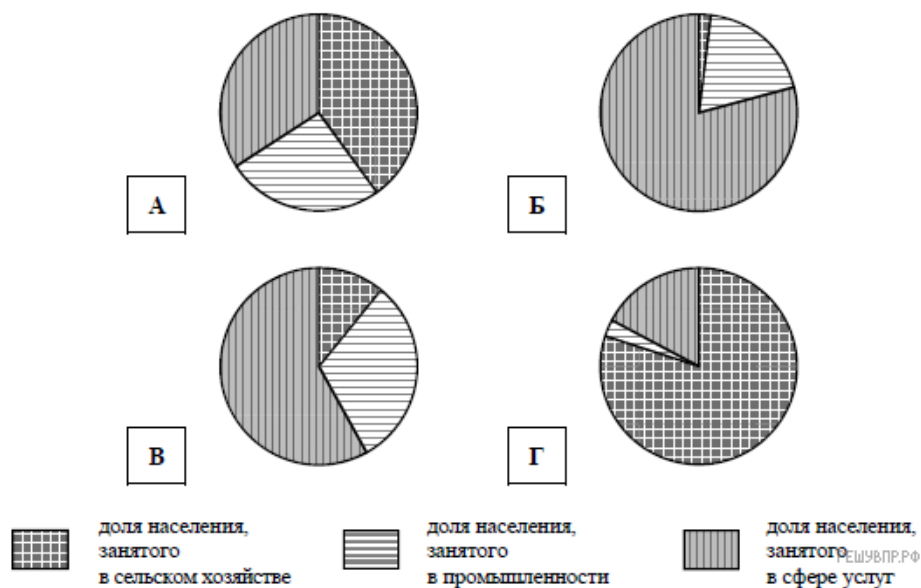 А
Б
В
Г
доля населения,
занятого
в сельском хозяйстве
доля населения,
занятого
в промышленности
доля населения,
занятого
в сфере услуг
РЕШУВПР.РФ